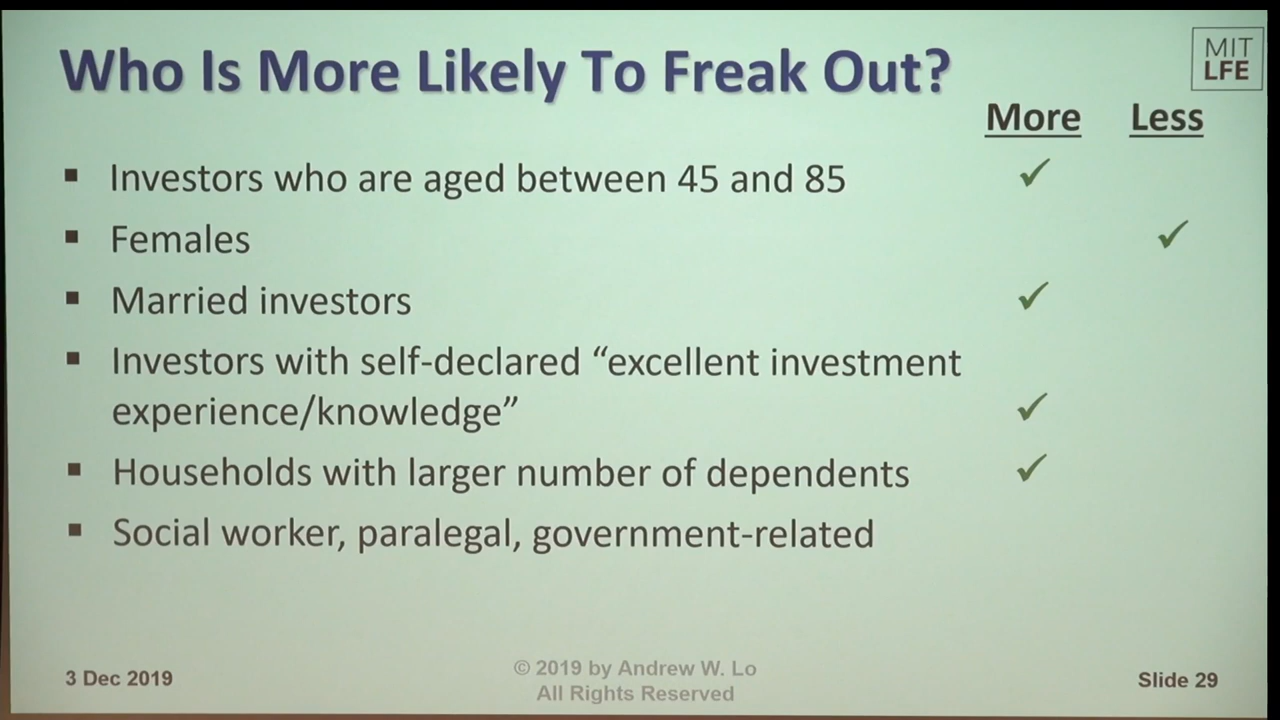 Who Is More Likely To Freak Out?
MIT
LFE
More Less
▪ Investors who are aged between 45 and 85 ✓
▪ Females ✓
▪ Married investors ✓
▪ Investors with self-declared “excellent investment
experience/knowledge” ✓
▪ Households with larger number of dependents ✓
▪ Social worker, paralegal, government-related
3 Dec 2019
© 2019 by Andrew W. Lo
All Rights Reserved
Slide 29